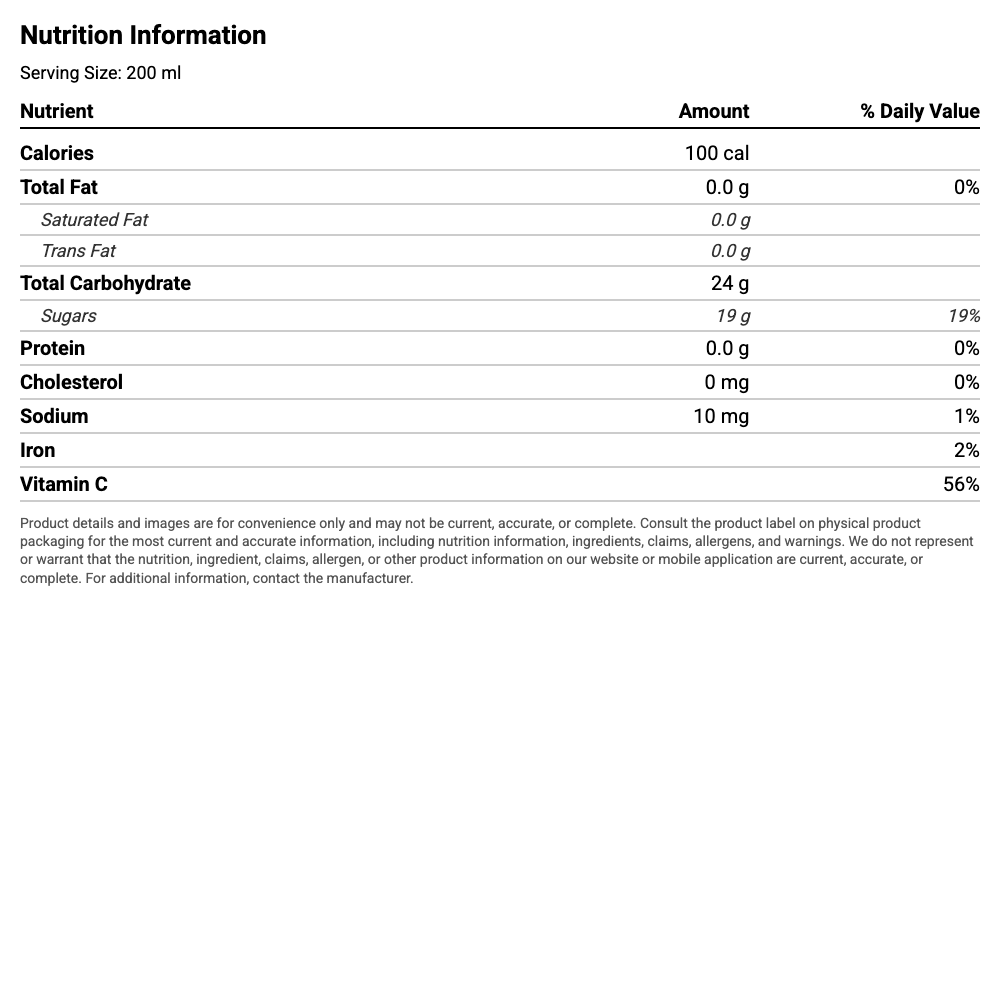 Nutrition Information
Serving Size: 200 ml
Nutrient Amount % Daily Value
Calories 100 cal
Total Fat 0.0 g 0%
Saturated Fat 0.0 g
Trans Fat 0.0 g
Total Carbohydrate 24 g
Sugars 19 g 19%
Protein 0.0 g 0%
Cholesterol 0 mg 0%
Sodium 10 mg 1%
Iron 2%
Vitamin C 56%
Product details and images are for convenience only and may not be current, accurate, or complete. Consult the product label on physical product
packaging for the most current and accurate information, including nutrition information, ingredients, claims, allergens, and warnings. We do not represent
or warrant that the nutrition, ingredient, claims, allergen, or other product information on our website or mobile application are current, accurate, or
complete. For additional information, contact the manufacturer.